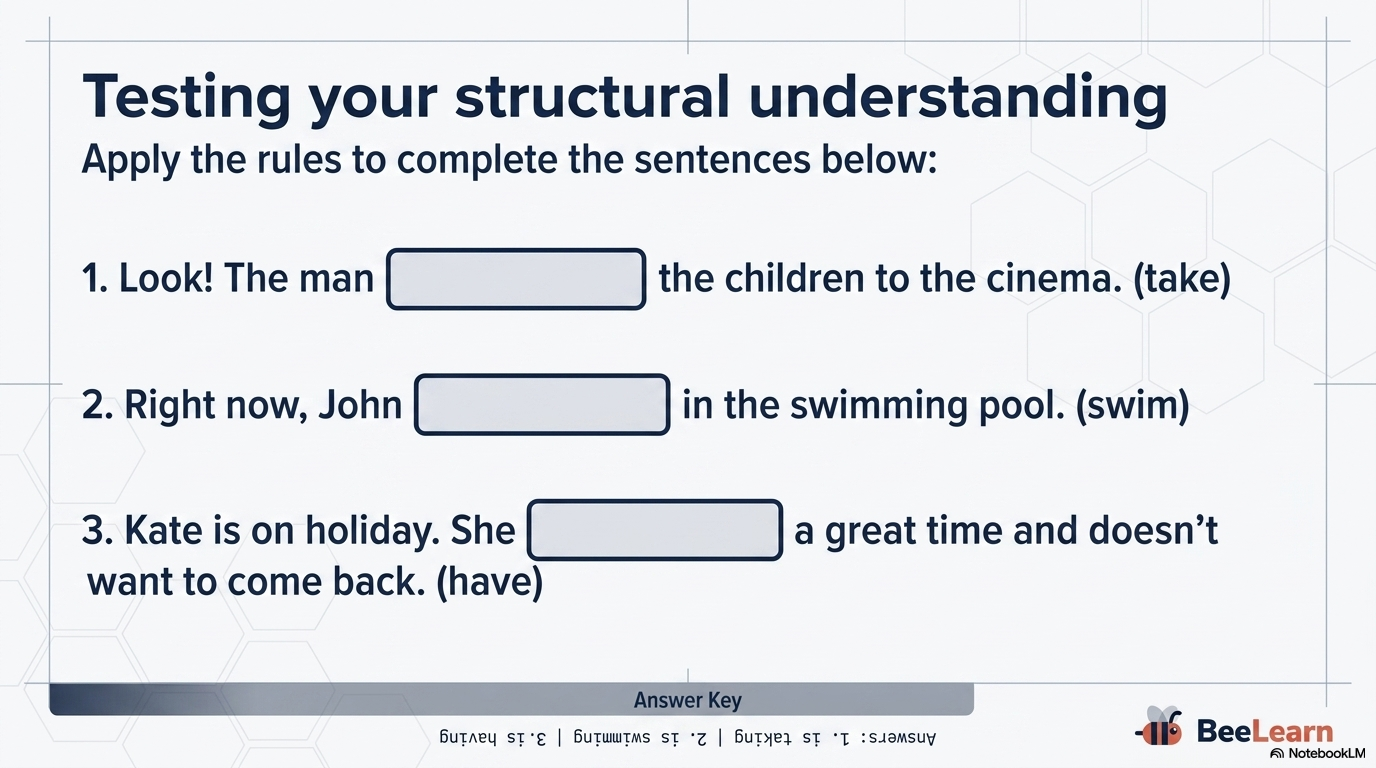 Testing your structural understanding
Apply the rules to complete the sentences below:
1. Look! The man the children to the cinema. (take)
2. Right now, John in the swimming pool. (swim)
3. Kate is on holiday. She a great time and doesn’t
want to come back. (have)
Answer Key
Answers: 1. is taking | 2. is swimming | 3.is having
BeeLearn
NotebookLM